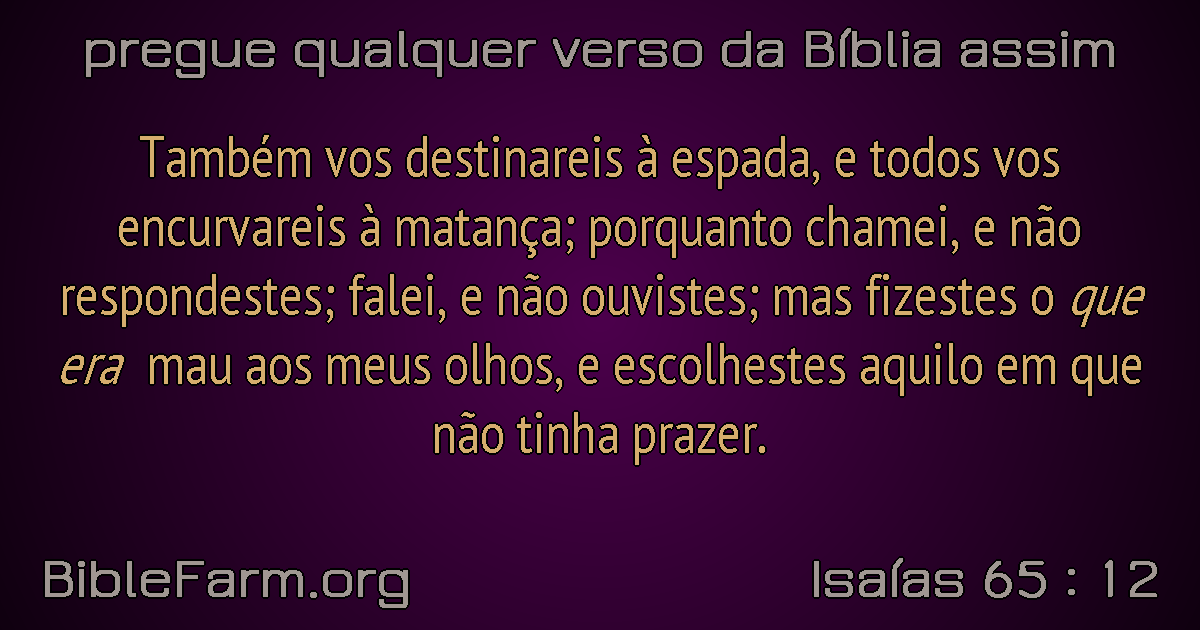 pregue qualquer verso da Bíblia assim
Também vos destinareis à espada, e todos vos
encurvareis à matança; porquanto chamei, e não
respondestes; falei, e não ouvistes; mas fizestes o que
era mau aos meus olhos, e escolhestes aquilo em que
não tinha prazer.
BibleFarm.org
Isaías 65 : 12